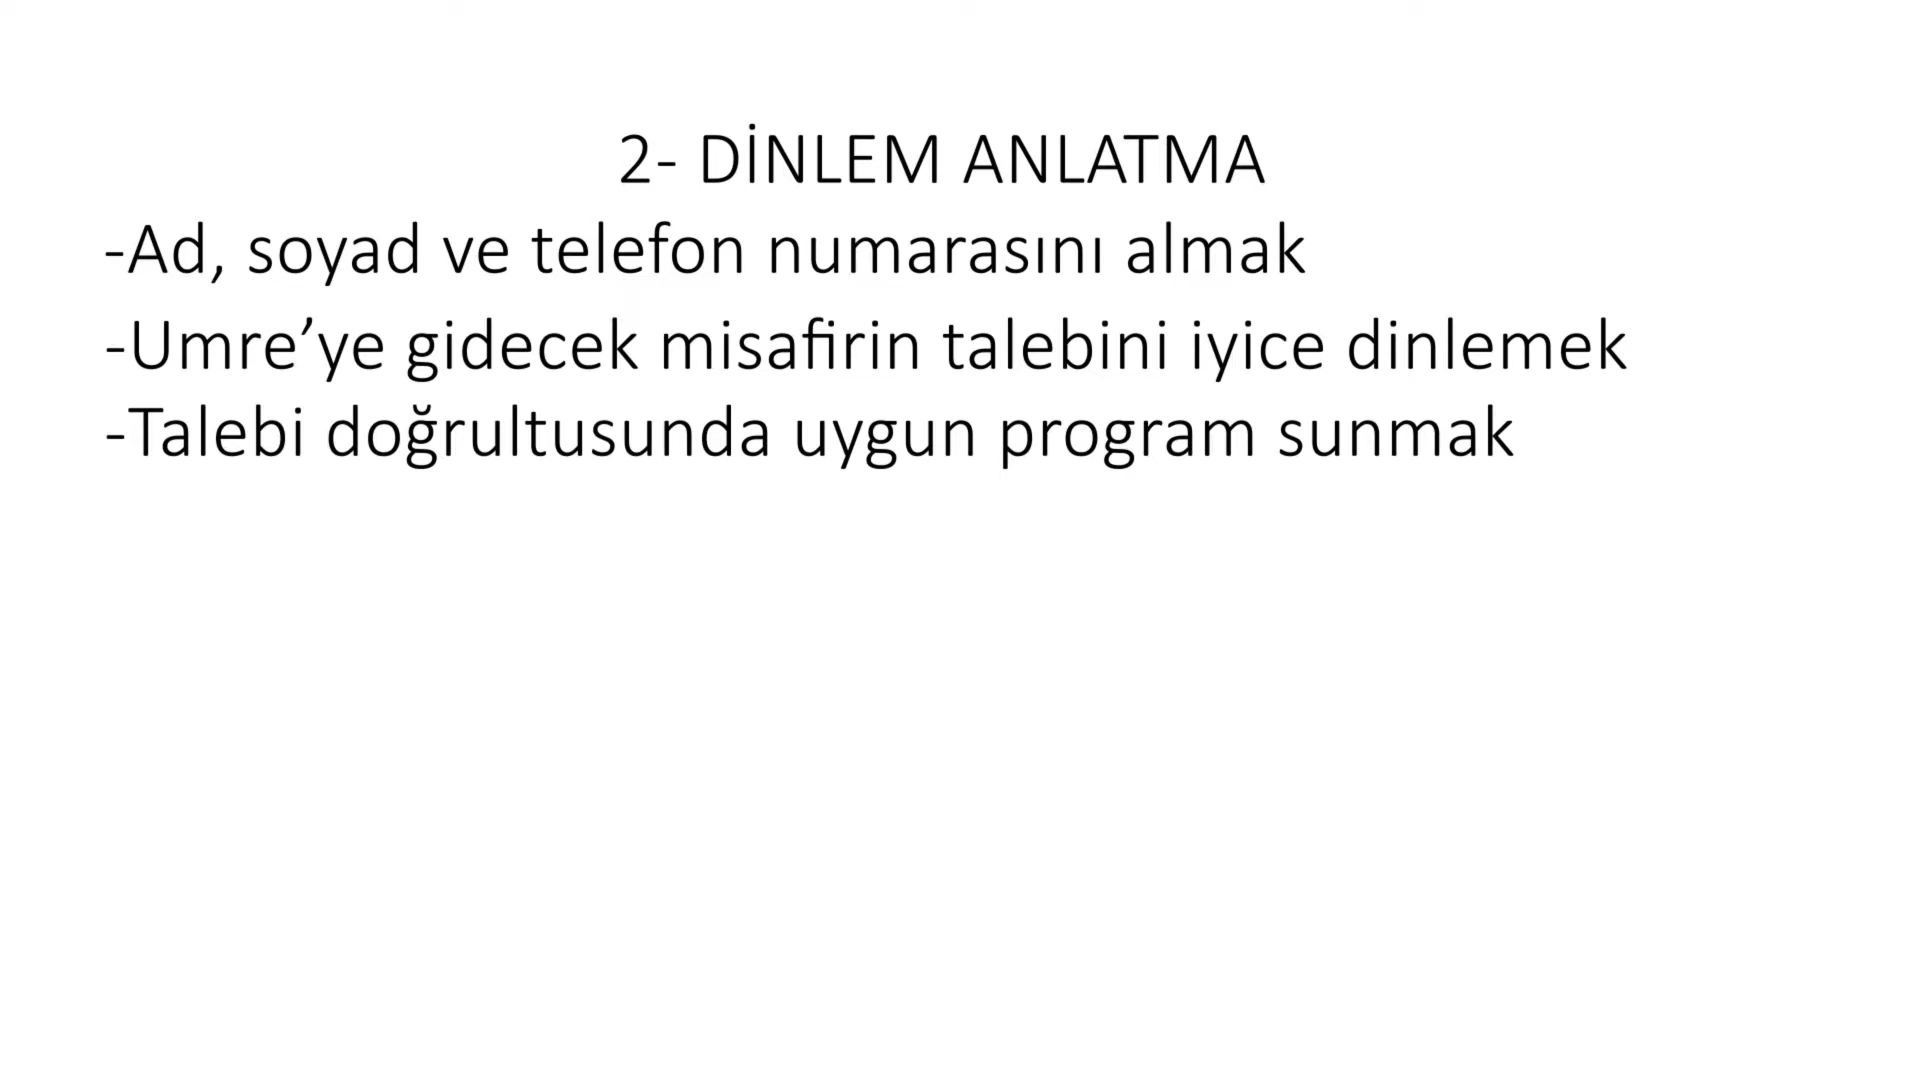 2- DİNLEM ANLATMA
-Ad, soyad ve telefon numarasını almak
-Umre’ye gidecek misafirin talebini iyice dinlemek
-Talebi doğrultusunda uygun program sunmak